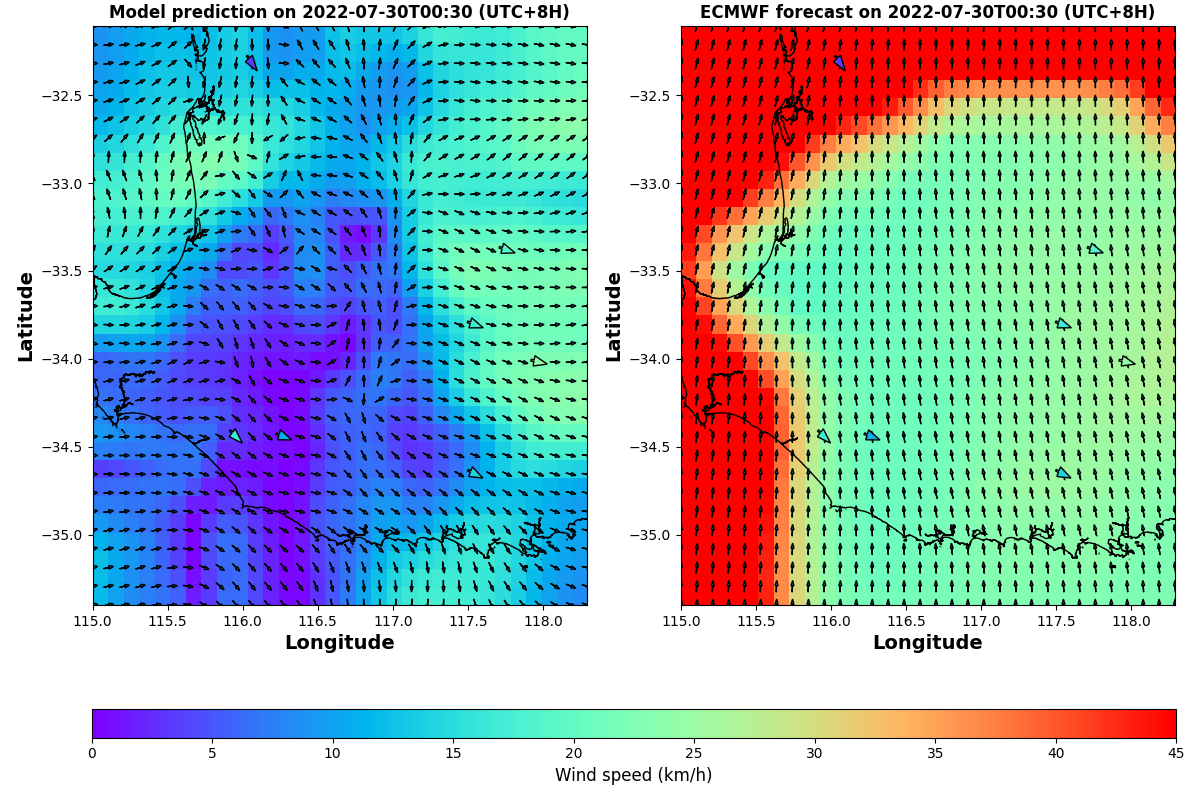 Model prediction on 2022-07-30T00:30 (UTC+8H)
ECMWF forecast on 2022-07-30T00:30 (UTC+8H)
Latitude
−32.5
−33.0
−33.5
−34.0
−34.5
−35.0
115.0 115.5 116.0 116.5 117.0 117.5 118.0
Longitude
Latitude
−32.5
−33.0
−33.5
−34.0
−34.5
−35.0
115.0 115.5 116.0 116.5 117.0 117.5 118.0
Longitude
0 5 10 15 20 25 30 35 40 45
Wind speed (km/h)